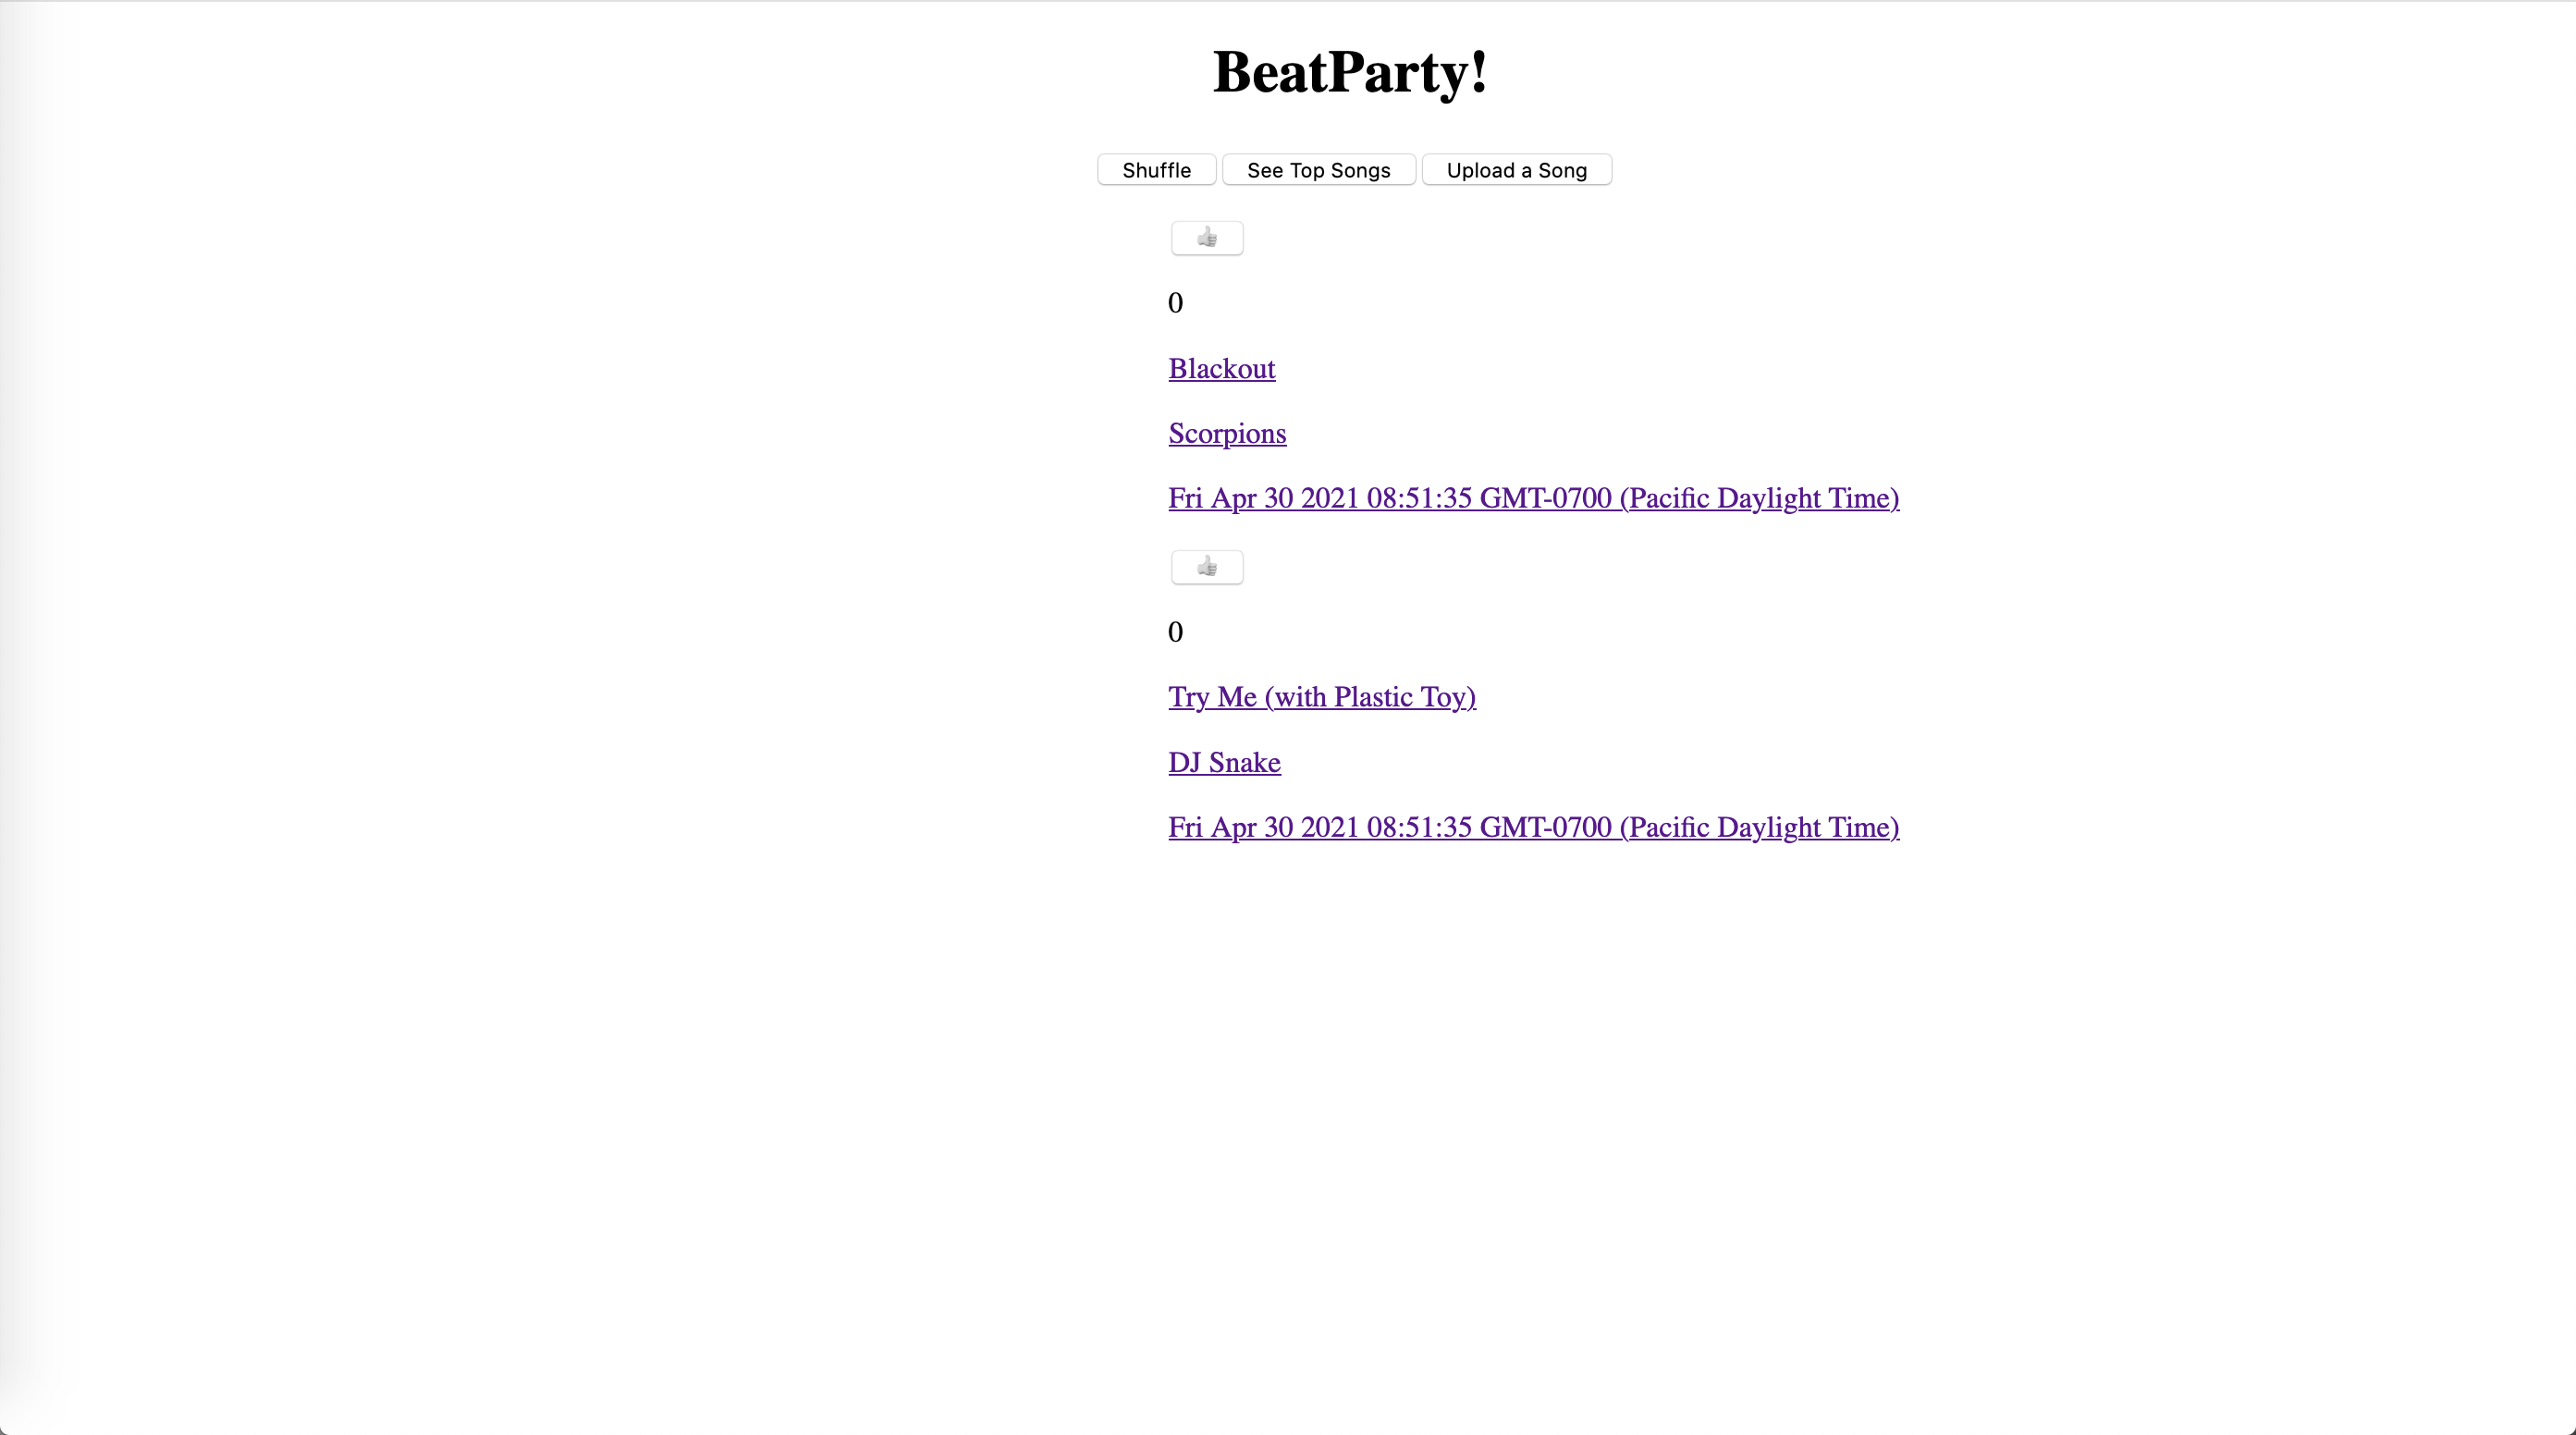 BeatParty!
Shuffle See Top Songs Upload a Song
0
Blackout
Scorpions
Fri Apr 30 2021 08:51:35 GMT-0700 (Pacific Daylight Time)
0
Try Me (with Plastic Toy)
DJ Snake
Fri Apr 30 2021 08:51:35 GMT-0700 (Pacific Daylight Time)